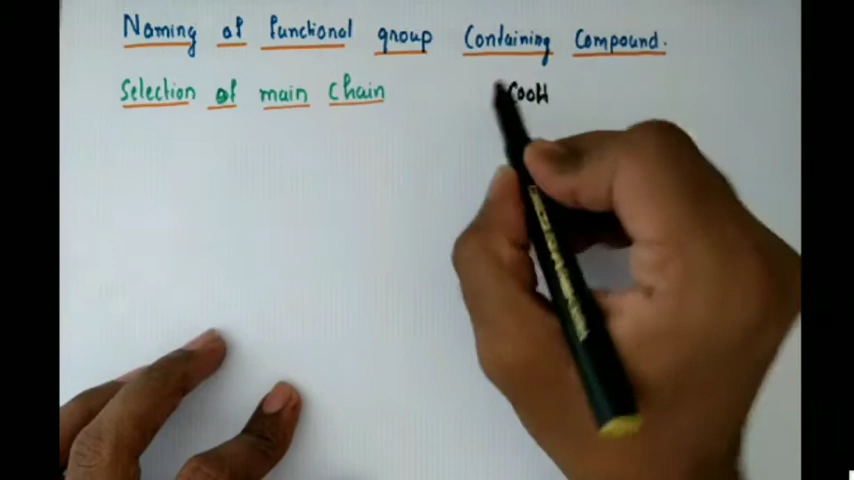 Naming of functional group Containing Compound.
Selection of main Chain
CooH